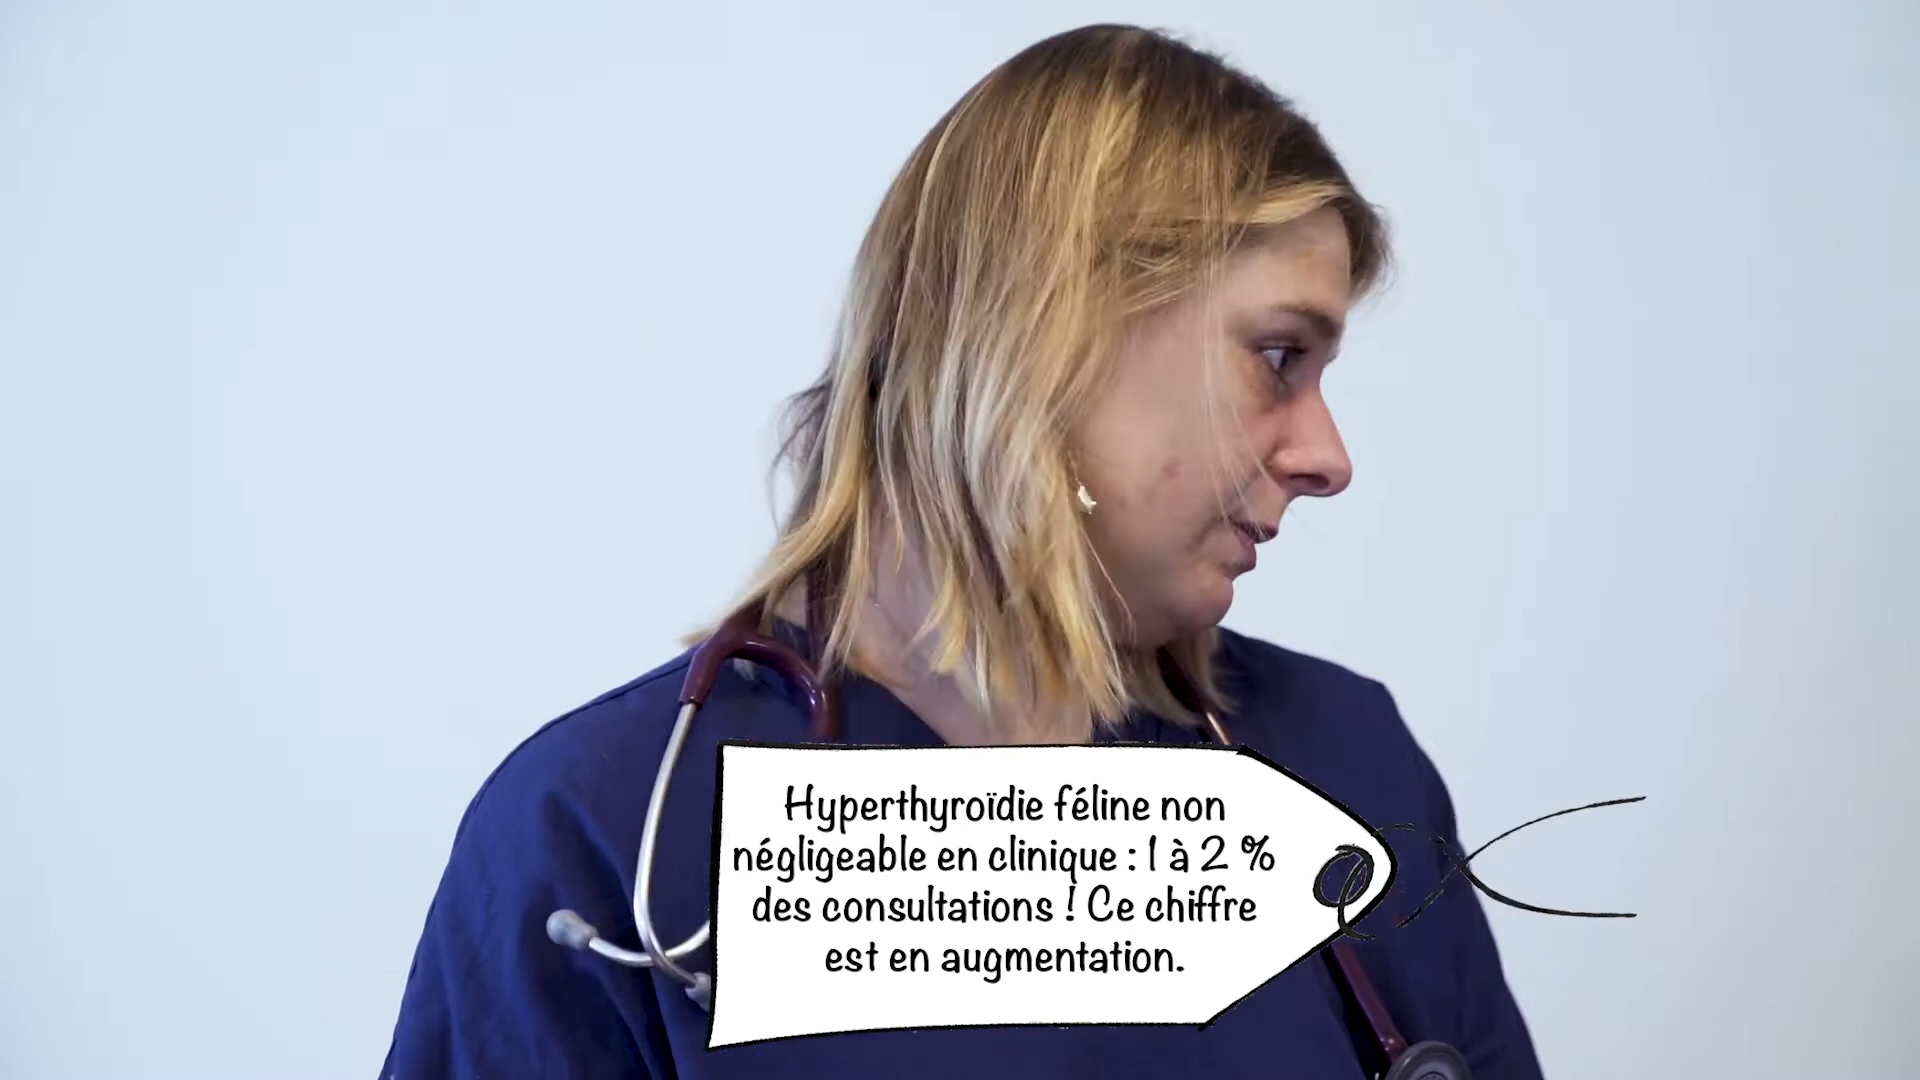 Hyperthyroïdie féline non
négligeable en clinique : 1 à 2 %
des consultations ! Ce chiffre
est en augmentation.